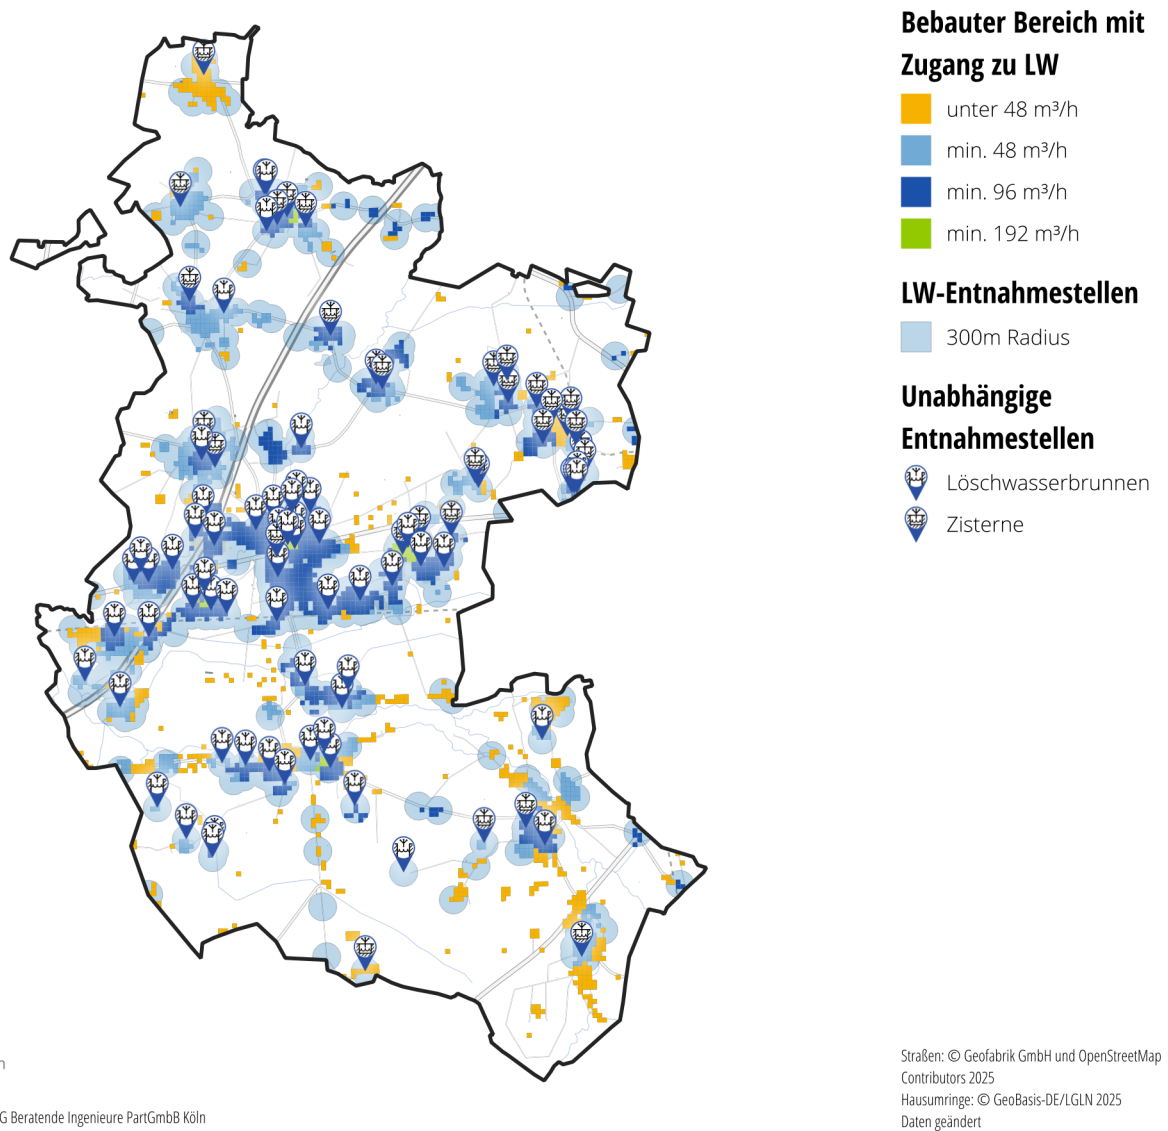 Bebauter Bereich mit
Zugang zu LW
unter 48 m³/h
min. 48 m³/h
min. 96 m³/h
min. 192 m³/h
LW-Entnahmestellen
300m Radius
Unabhängige
Entnahmestellen
Löschwasserbrunnen
Zisterne
Straßen: © Geofabrik GmbH und OpenStreetMap
Contributors 2025
Hausumringe: © GeoBasis-DE/LGLN 2025
Daten geändert
n
G Beratende Ingenieure PartGmbB Köln